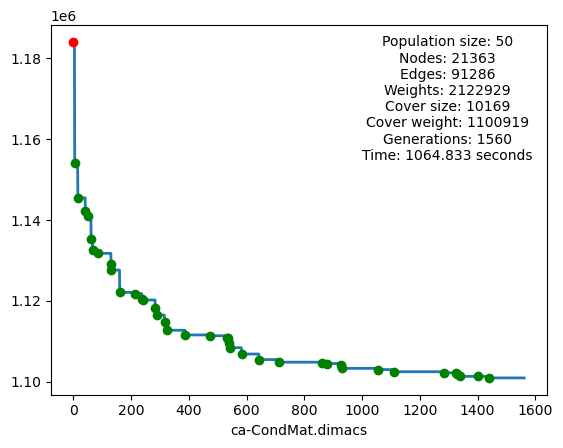 1e6
Population size: 50
Nodes: 21363
Edges: 91286
Weights: 2122929
Cover size: 10169
Cover weight: 1100919
Generations: 1560
Time: 1064.833 seconds
1.18
1.16
1.14
1.12
1.10
0 200 400 600 800 1000 1200 1400 1600
ca-CondMat.dimacs